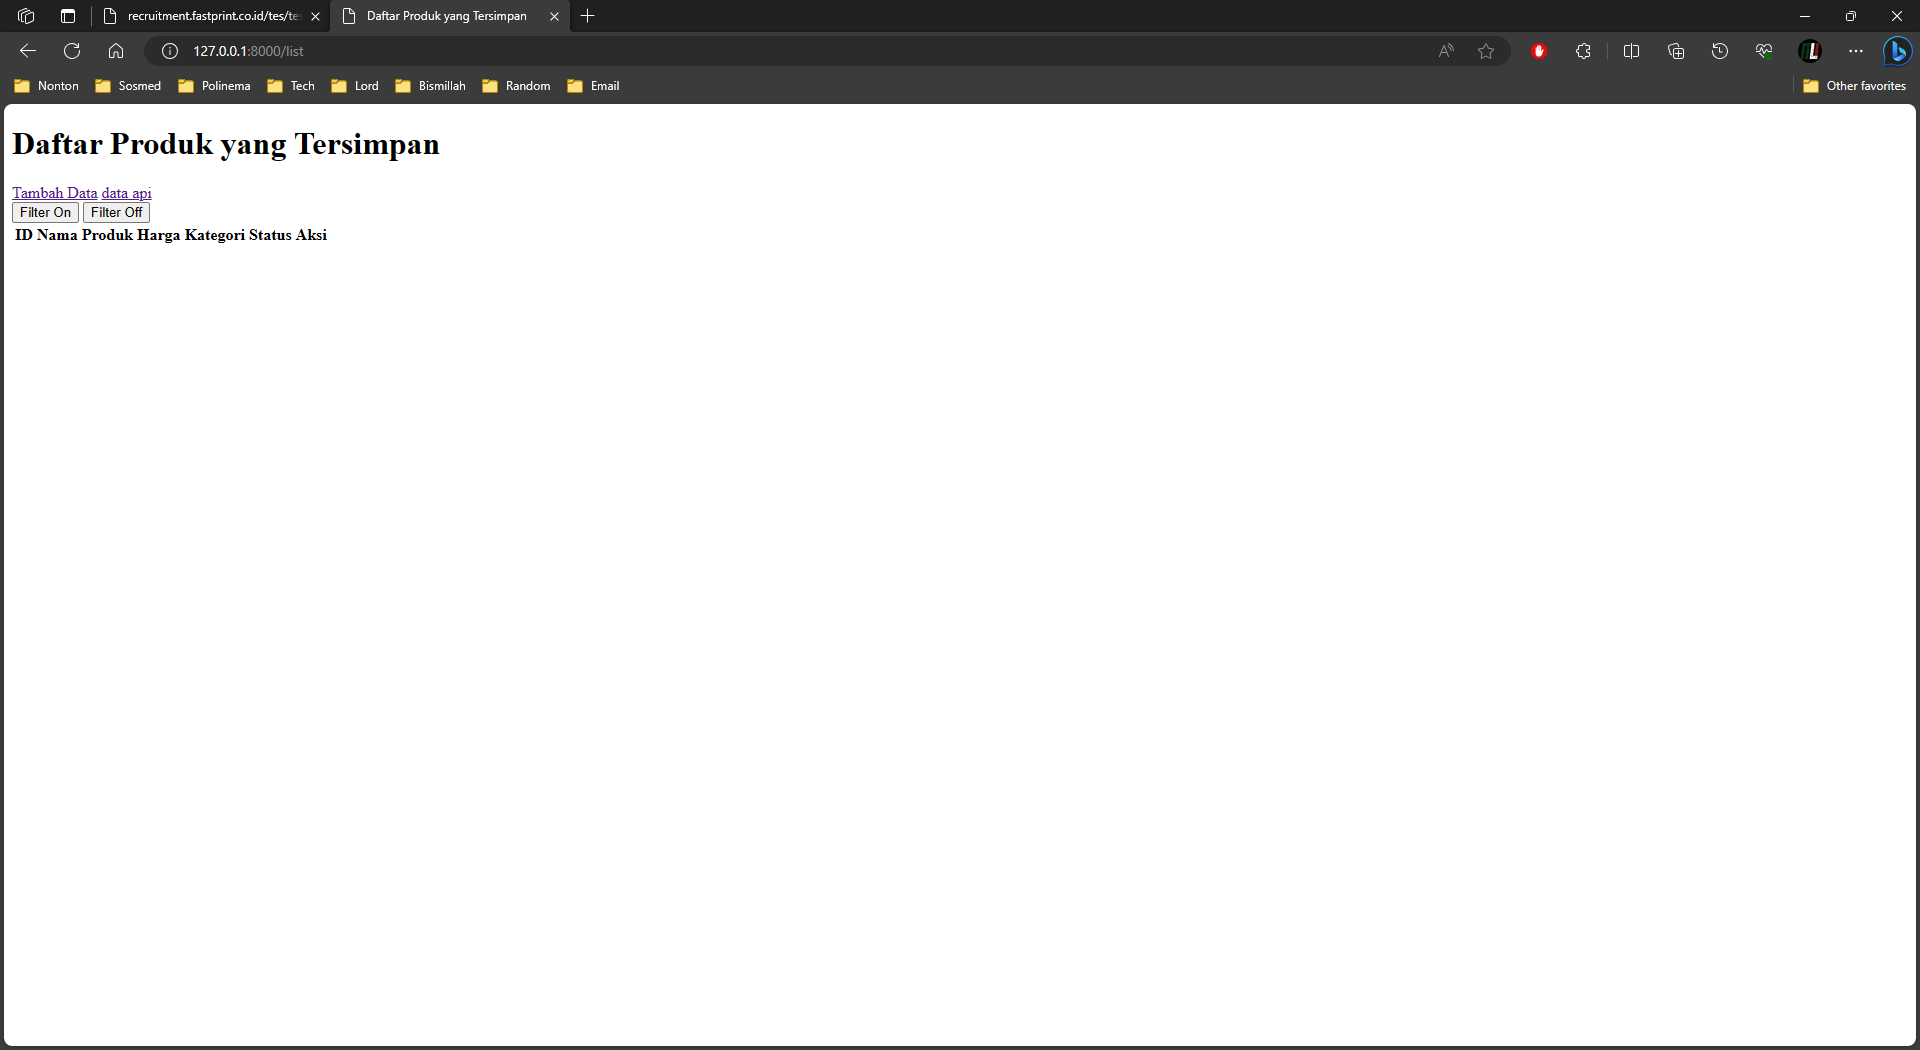 recruitment.fastprint.co.id/tes/tes
Daftar Produk yang Tersimpan
127.0.0.1:8000/list
Nonton Sosmed Polinema Tech Lord Bismillah Random Email Other favorites
Daftar Produk yang Tersimpan
Tambah Data data api
Filter On Filter Off
ID Nama Produk Harga Kategori Status Aksi